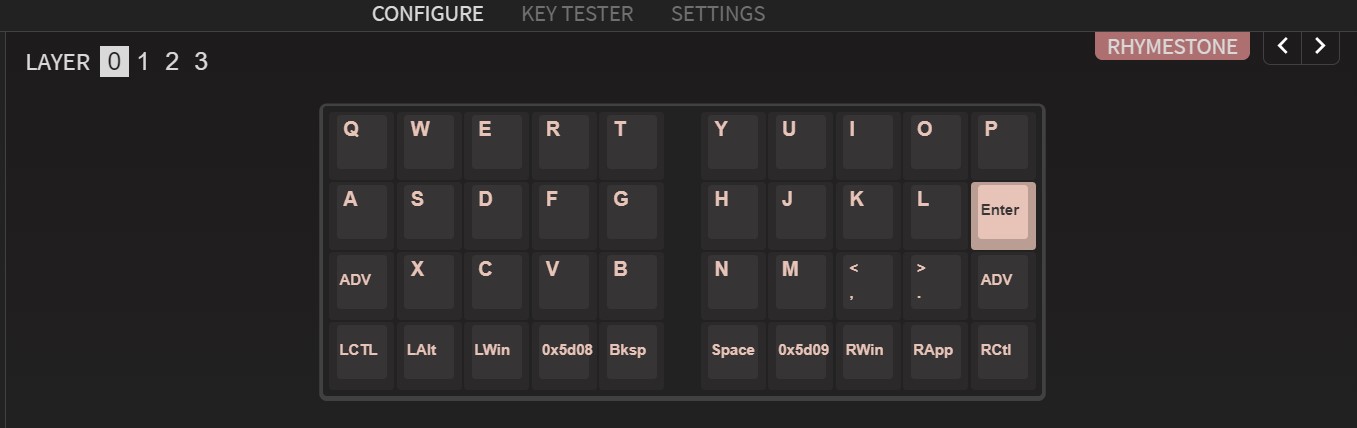 CONFIGURE KEY TESTER SETTINGS
LAYER 0 1 2 3 RHYMESTONE
Q W E R T Y U I O P
A S D F G H J K L Enter
ADV X C V B N M < , > . ADV
LCTL LAlt LWin 0x5d08 Bksp Space 0x5d09 RWin RApp RCtl